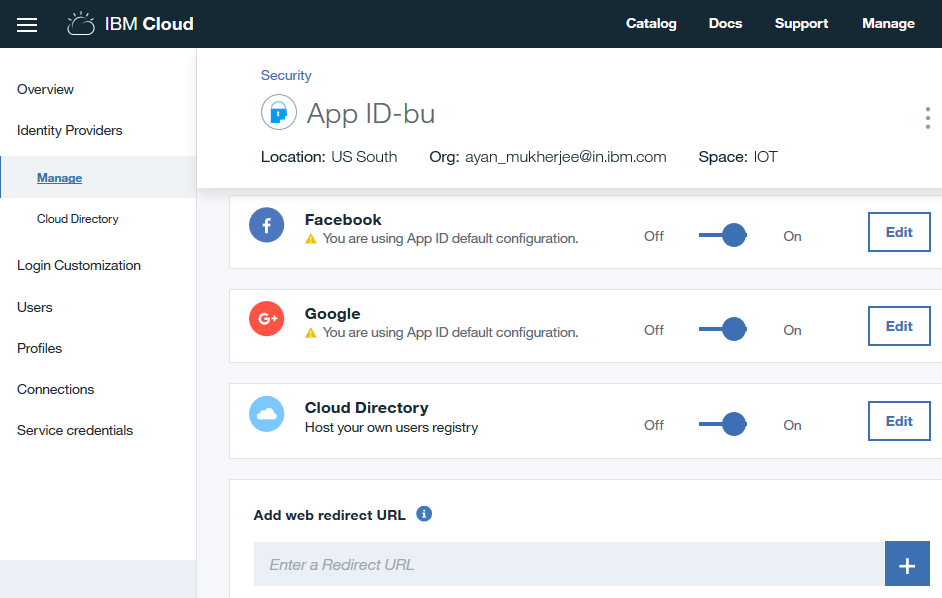 IBM Cloud
Catalog Docs Support Manage
Overview
Identity Providers
Manage
Cloud Directory
Login Customization
Users
Profiles
Connections
Service credentials
Security
App ID-bu
Location: US South Org: ayan_mukherjee@in.ibm.com Space: IOT
f
Facebook
You are using App ID default configuration.
Off On Edit
G+
Google
You are using App ID default configuration.
Off On Edit
Cloud Directory
Host your own users registry
Off On Edit
Add web redirect URL i
Enter a Redirect URL +